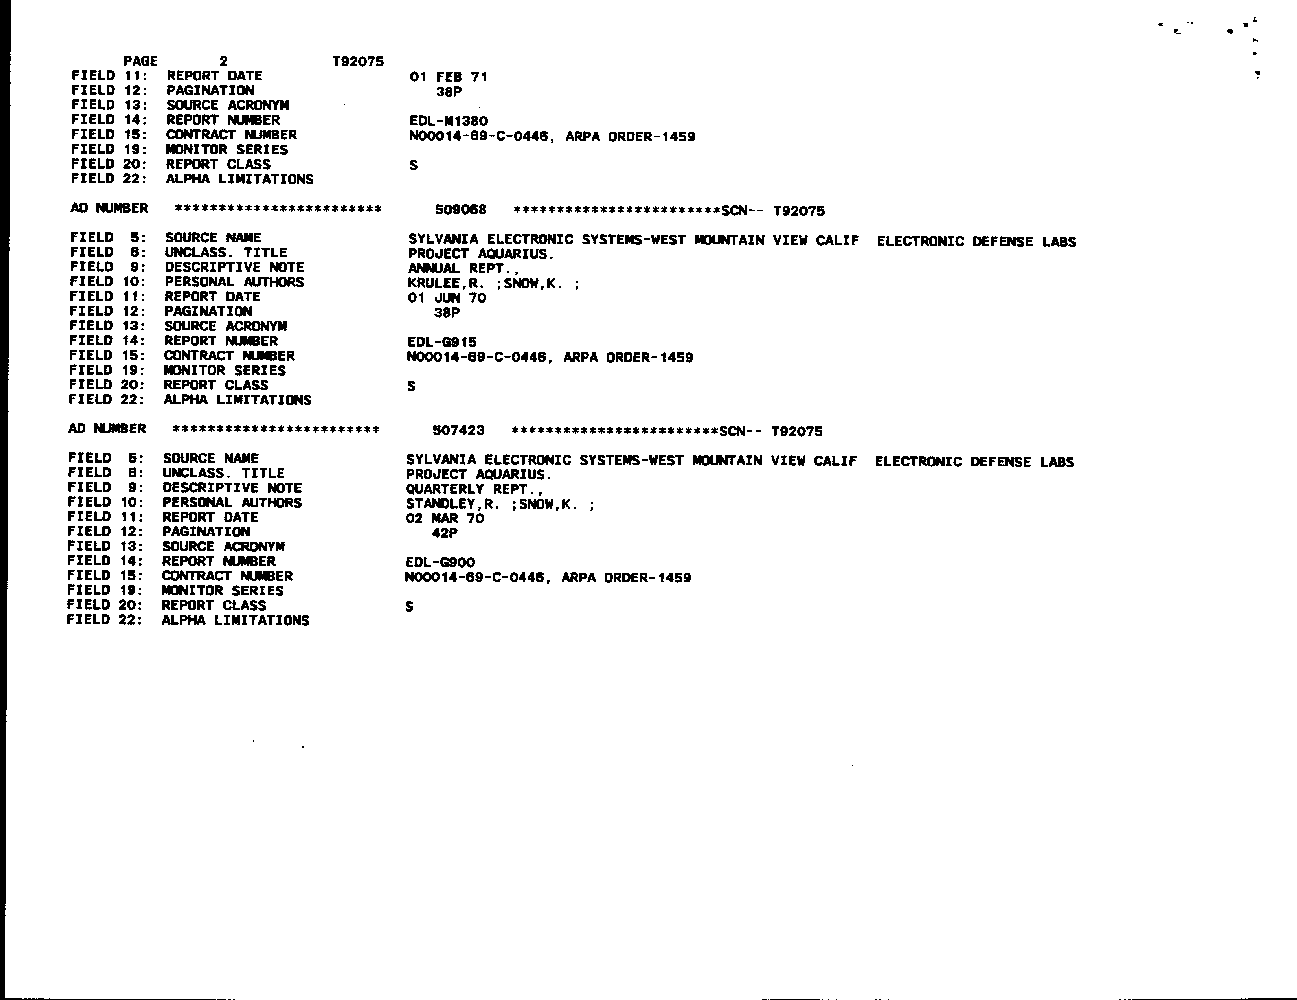 PAGE 2 T92075
FIELD 11: REPORT DATE 01 FEB 71
FIELD 12: PAGINATION 38P
FIELD 13: SOURCE ACRONYM
FIELD 14: REPORT NUMBER EDL-M1380
FIELD 15: CONTRACT NUMBER N00014-69-C-0446, ARPA ORDER-1459
FIELD 19: MONITOR SERIES
FIELD 20: REPORT CLASS S
FIELD 22: ALPHA LIMITATIONS
AD NUMBER ************************ 509068 ************************SCN-- T92075
FIELD 5: SOURCE NAME SYLVANIA ELECTRONIC SYSTEMS-WEST MOUNTAIN VIEW CALIF ELECTRONIC DEFENSE LABS
FIELD 6: UNCLASS. TITLE PROJECT AQUARIUS.
FIELD 9: DESCRIPTIVE NOTE ANNUAL REPT.,
FIELD 10: PERSONAL AUTHORS KRULEE,R. ;SNOW,K. ;
FIELD 11: REPORT DATE 01 JUN 70
FIELD 12: PAGINATION 38P
FIELD 13: SOURCE ACRONYM
FIELD 14: REPORT NUMBER EDL-G915
FIELD 15: CONTRACT NUMBER N00014-69-C-0446, ARPA ORDER-1459
FIELD 19: MONITOR SERIES
FIELD 20: REPORT CLASS S
FIELD 22: ALPHA LIMITATIONS
AD NUMBER ************************ 507423 ************************SCN-- T92075
FIELD 5: SOURCE NAME SYLVANIA ELECTRONIC SYSTEMS-WEST MOUNTAIN VIEW CALIF ELECTRONIC DEFENSE LABS
FIELD 6: UNCLASS. TITLE PROJECT AQUARIUS.
FIELD 9: DESCRIPTIVE NOTE QUARTERLY REPT.,
FIELD 10: PERSONAL AUTHORS STANDLEY,R. ;SNOW,K. ;
FIELD 11: REPORT DATE 02 MAR 70
FIELD 12: PAGINATION 42P
FIELD 13: SOURCE ACRONYM
FIELD 14: REPORT NUMBER EDL-G900
FIELD 15: CONTRACT NUMBER N00014-69-C-0446, ARPA ORDER-1459
FIELD 19: MONITOR SERIES
FIELD 20: REPORT CLASS S
FIELD 22: ALPHA LIMITATIONS